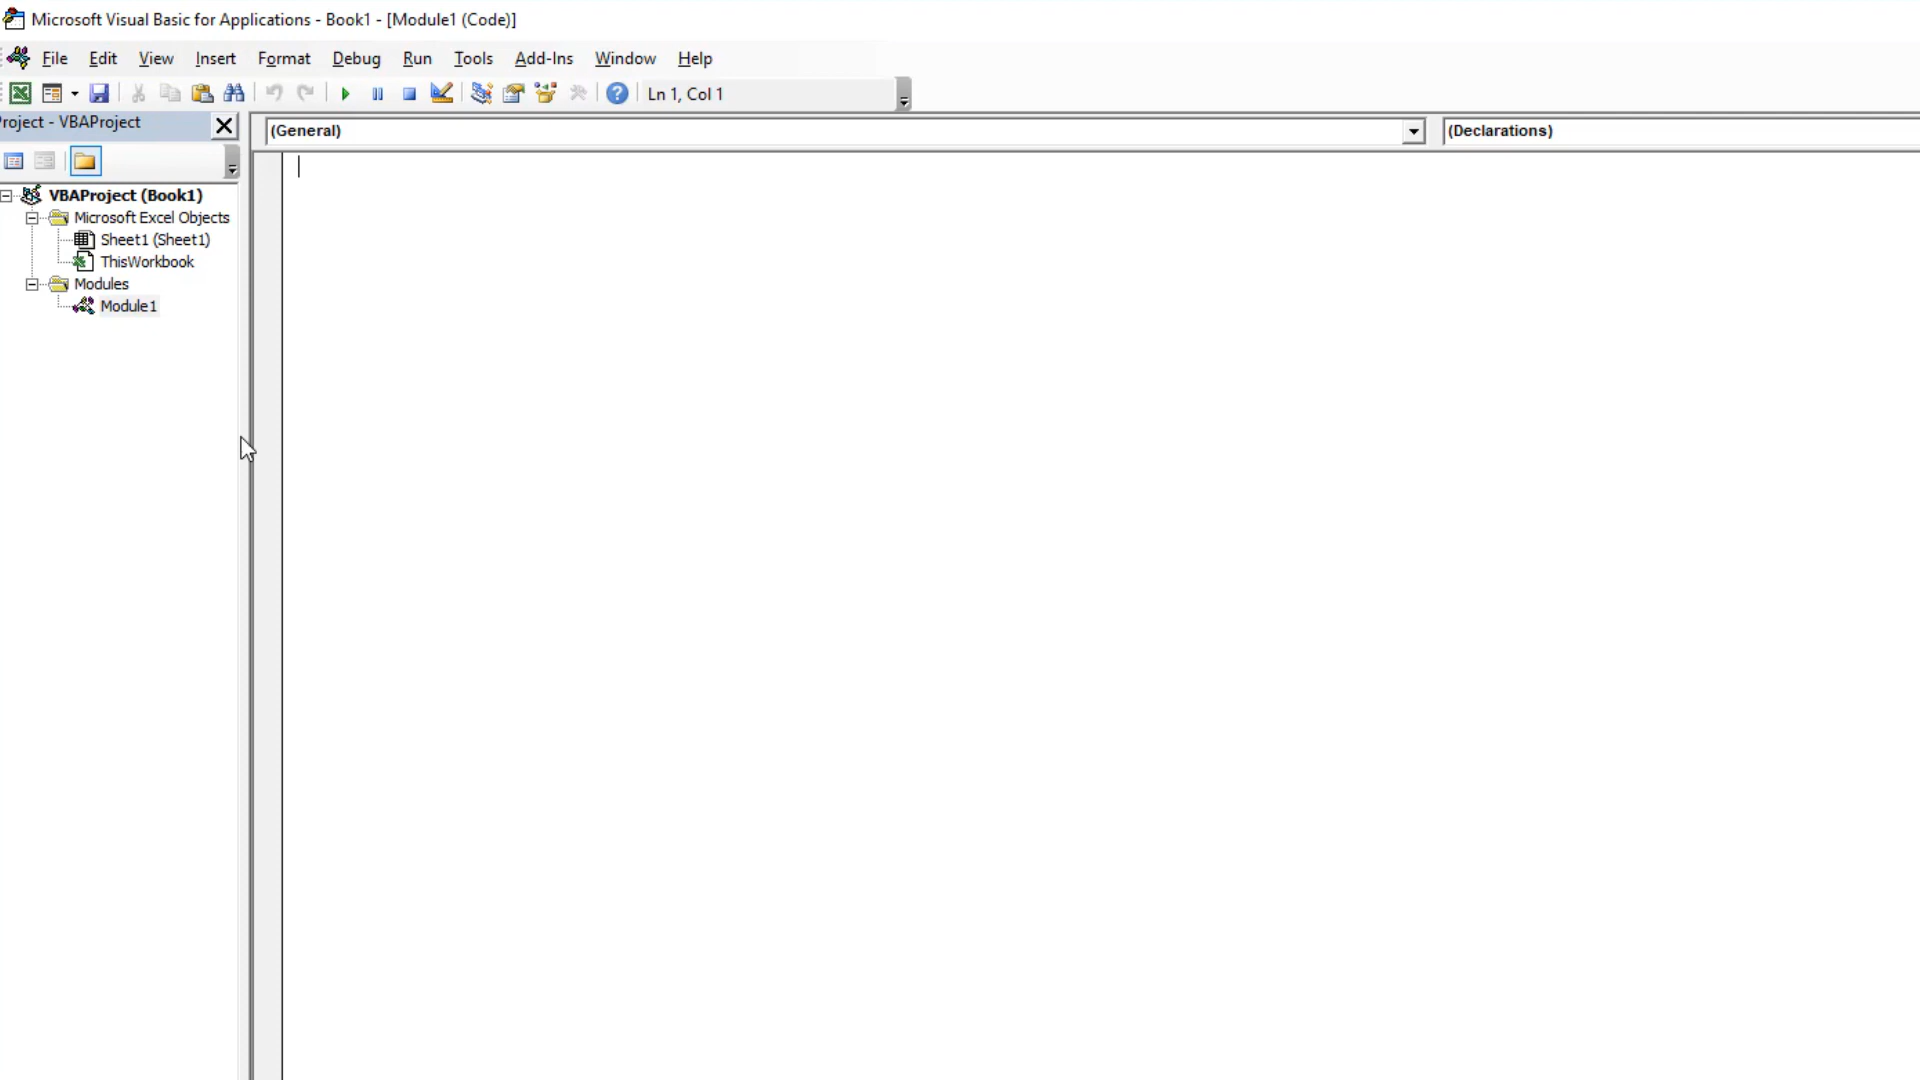 Microsoft Visual Basic for Applications - Book1 - [Module1 (Code)]
File Edit View Insert Format Debug Run Tools Add-Ins Window Help
Ln 1, Col 1
roject - VBAProject
(General) (Declarations)
VBAProject (Book1)
Microsoft Excel Objects
Sheet1 (Sheet1)
ThisWorkbook
Modules
Module1